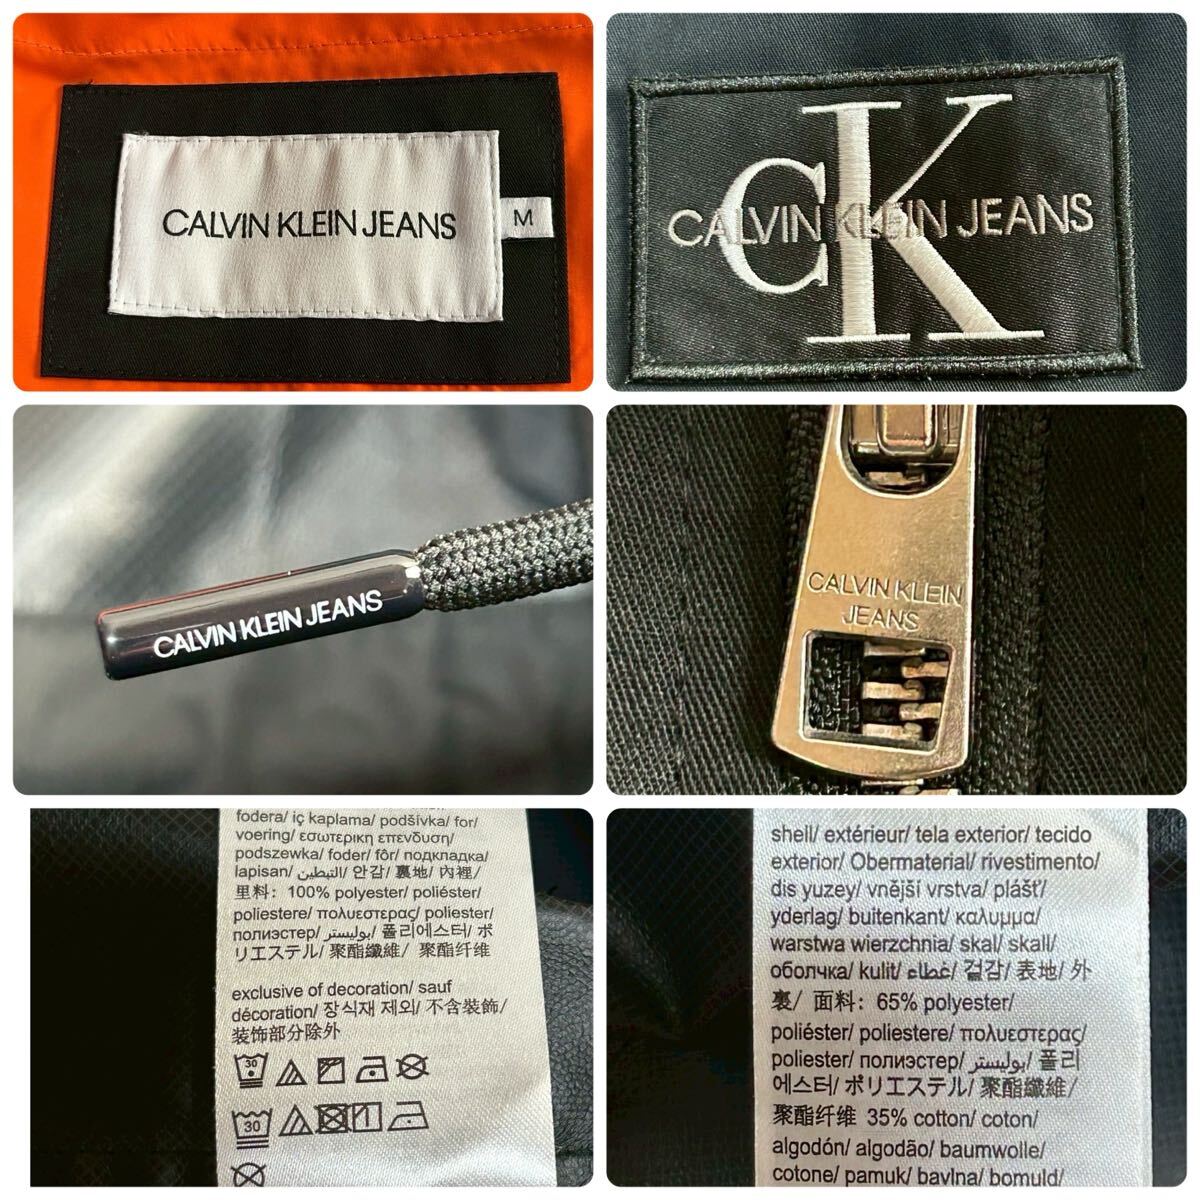 CALVIN KLEIN JEANS
M
CK
CALVIN KLEIN JEANS
CALVIN KLEIN JEANS
CALVIN KLEIN
JEANS
fodera/ iç kaplama/ podšívka/ for/
voering/ εσωτερικη επενδυση/
podszewka/ foder/ fôr/ подкладка/
lapisan/ التبطين/ 안감/ 裏地/ 內裡/
里料: 100% polyester/ poliéster/
poliestere/ πολυεστερας/ poliester/
полиэстер/ بوليستر/ 폴리에스터/ ポ
リエステル/ 聚酯纖維/ 聚酯纤维
exclusive of decoration/ sauf
décoration/ 장식재 제외/ 不含裝飾/
装饰部分除外
30
30
shell/ extérieur/ tela exterior/ tecido
exterior/ Obermaterial/ rivestimento/
dis yuzey/ vnější vrstva/ plášť/
yderlag/ buitenkant/ καλυμμα/
warstwa wierzchnia/ skal/ skall/
оболчка/ kulit/ غطاء/ 겉감/ 表地/ 外
裏/ 面料: 65% polyester/
poliéster/ poliestere/ πολυεστερας/
poliester/ полиэстер/ بوليستر/ 폴리
에스터/ ポリエステル/ 聚酯纖維/
聚酯纤维 35% cotton/ coton/
algodón/ algodão/ baumwolle/
cotone/ pamuk/ bavlna/ bomuld/